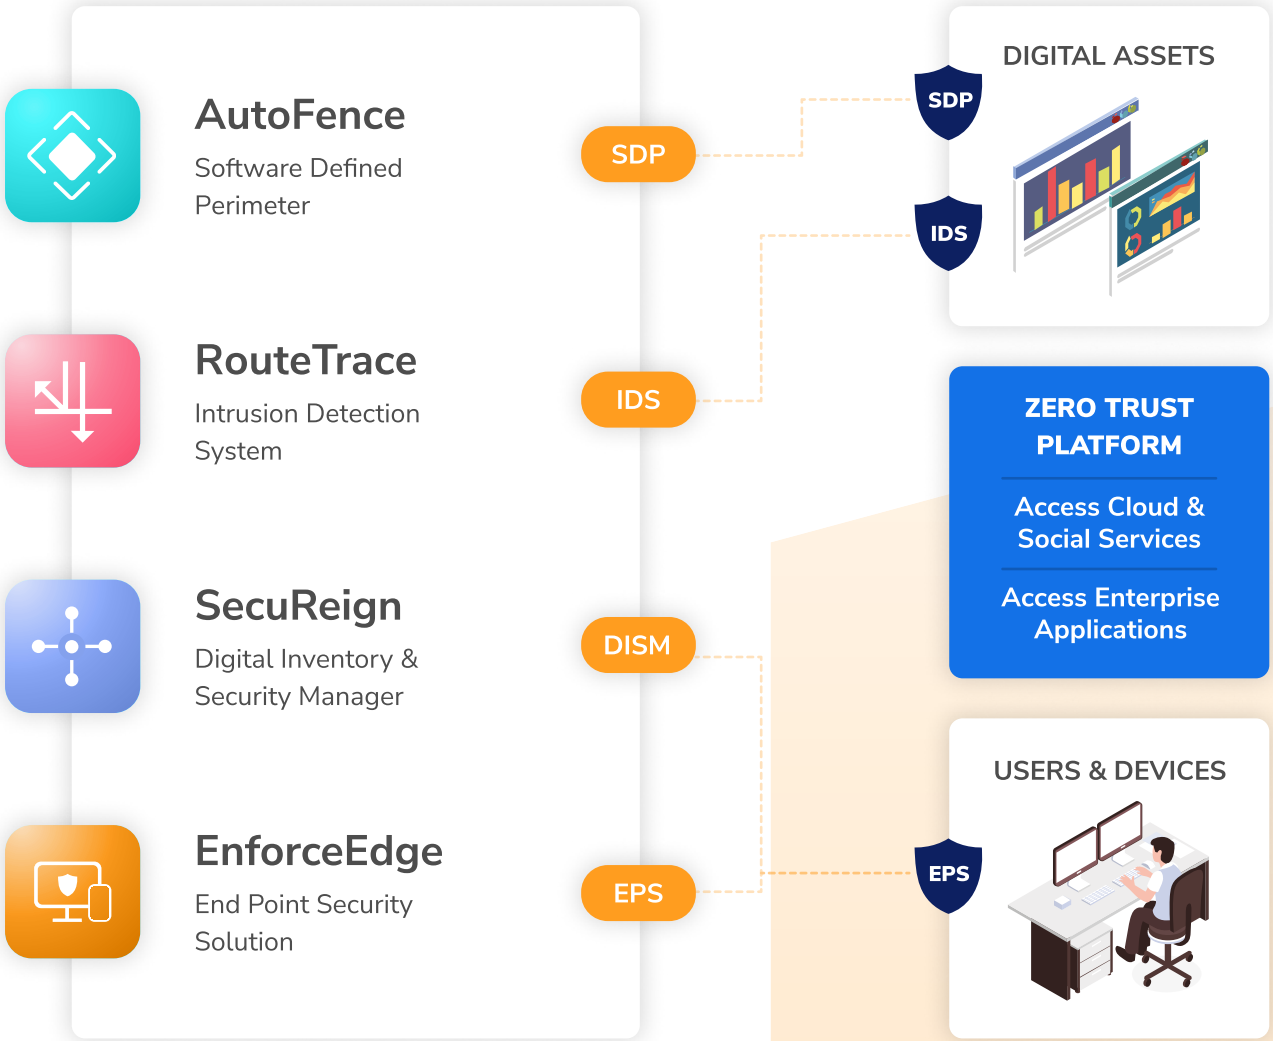 AutoFence
Software Defined
Perimeter
SDP
RouteTrace
Intrusion Detection
System
IDS
SecuReign
Digital Inventory &
Security Manager
DISM
EnforceEdge
End Point Security
Solution
EPS
DIGITAL ASSETS
SDP
IDS
ZERO TRUST
PLATFORM
Access Cloud &
Social Services
Access Enterprise
Applications
USERS & DEVICES
EPS